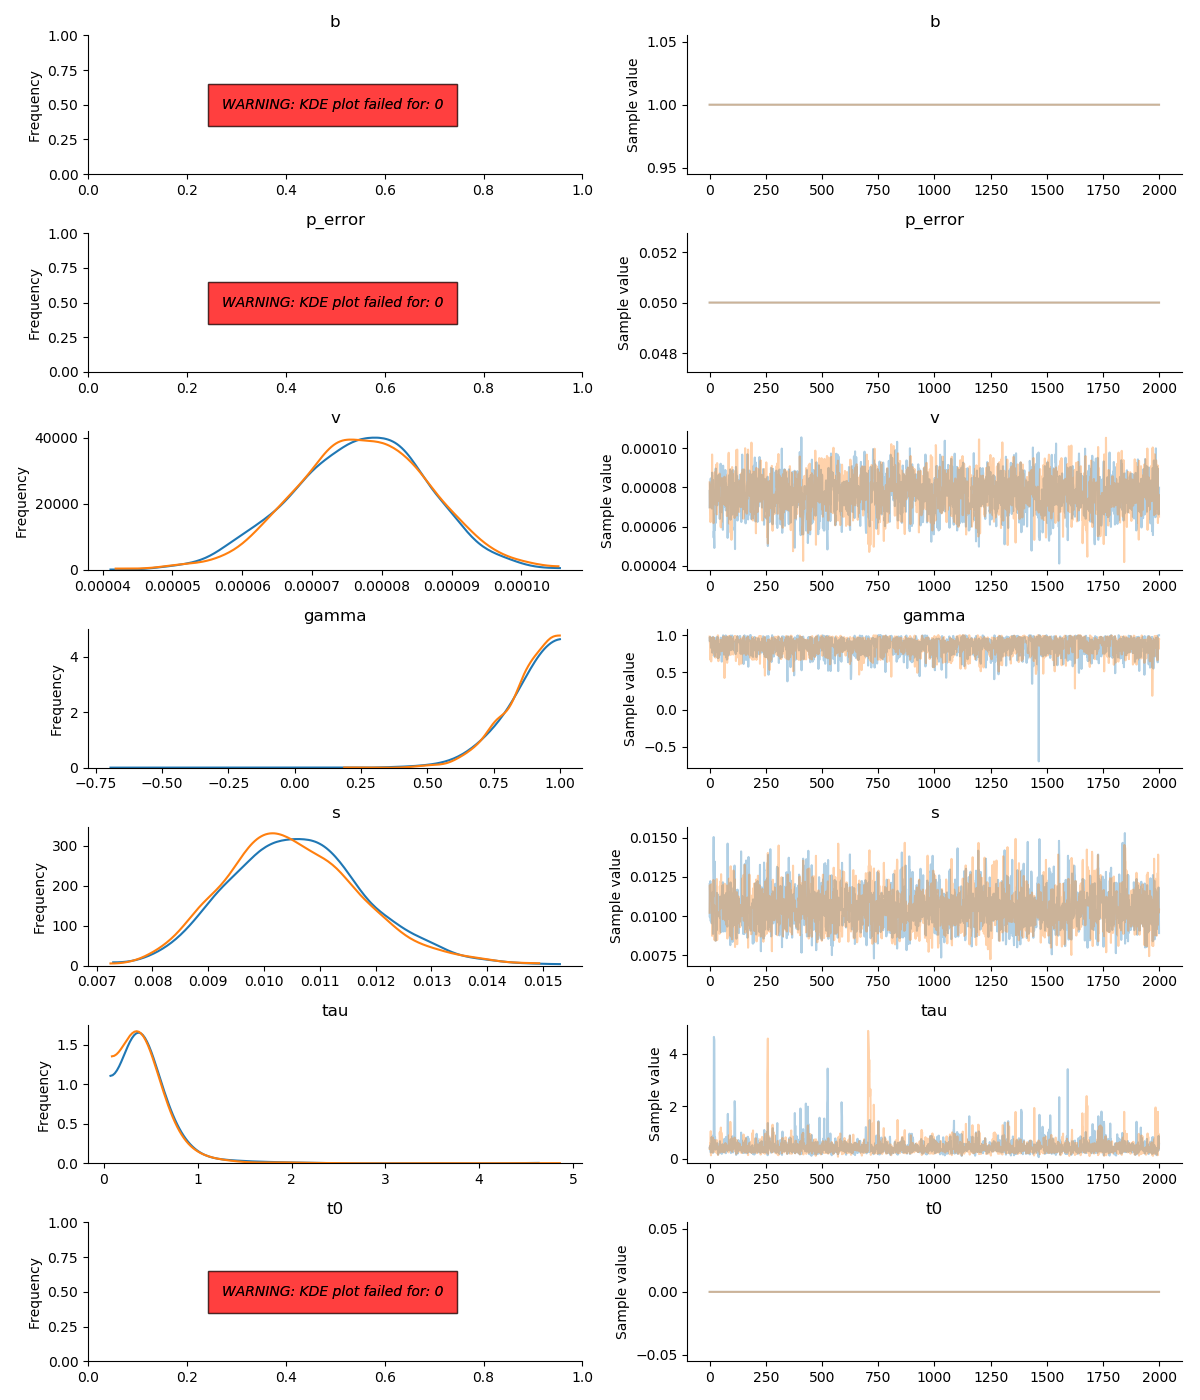 b
Frequency
1.00
0.75
0.50
0.25
0.00
WARNING: KDE plot failed for: 0
0.0 0.2 0.4 0.6 0.8 1.0
b
Sample value
1.05
1.00
0.95
0 250 500 750 1000 1250 1500 1750 2000
p_error
Frequency
1.00
0.75
0.50
0.25
0.00
WARNING: KDE plot failed for: 0
0.0 0.2 0.4 0.6 0.8 1.0
p_error
Sample value
0.052
0.050
0.048
0 250 500 750 1000 1250 1500 1750 2000
v
Frequency
40000
20000
0
0.00004 0.00005 0.00006 0.00007 0.00008 0.00009 0.00010
v
Sample value
0.00010
0.00008
0.00006
0.00004
0 250 500 750 1000 1250 1500 1750 2000
gamma
Frequency
4
2
0
−0.75 −0.50 −0.25 0.00 0.25 0.50 0.75 1.00
gamma
Sample value
1.0
0.5
0.0
−0.5
0 250 500 750 1000 1250 1500 1750 2000
s
Frequency
300
200
100
0
0.007 0.008 0.009 0.010 0.011 0.012 0.013 0.014 0.015
s
Sample value
0.0150
0.0125
0.0100
0.0075
0 250 500 750 1000 1250 1500 1750 2000
tau
Frequency
1.5
1.0
0.5
0.0
0 1 2 3 4 5
tau
Sample value
4
2
0
0 250 500 750 1000 1250 1500 1750 2000
t0
Frequency
1.00
0.75
0.50
0.25
0.00
WARNING: KDE plot failed for: 0
0.0 0.2 0.4 0.6 0.8 1.0
t0
Sample value
0.05
0.00
−0.05
0 250 500 750 1000 1250 1500 1750 2000